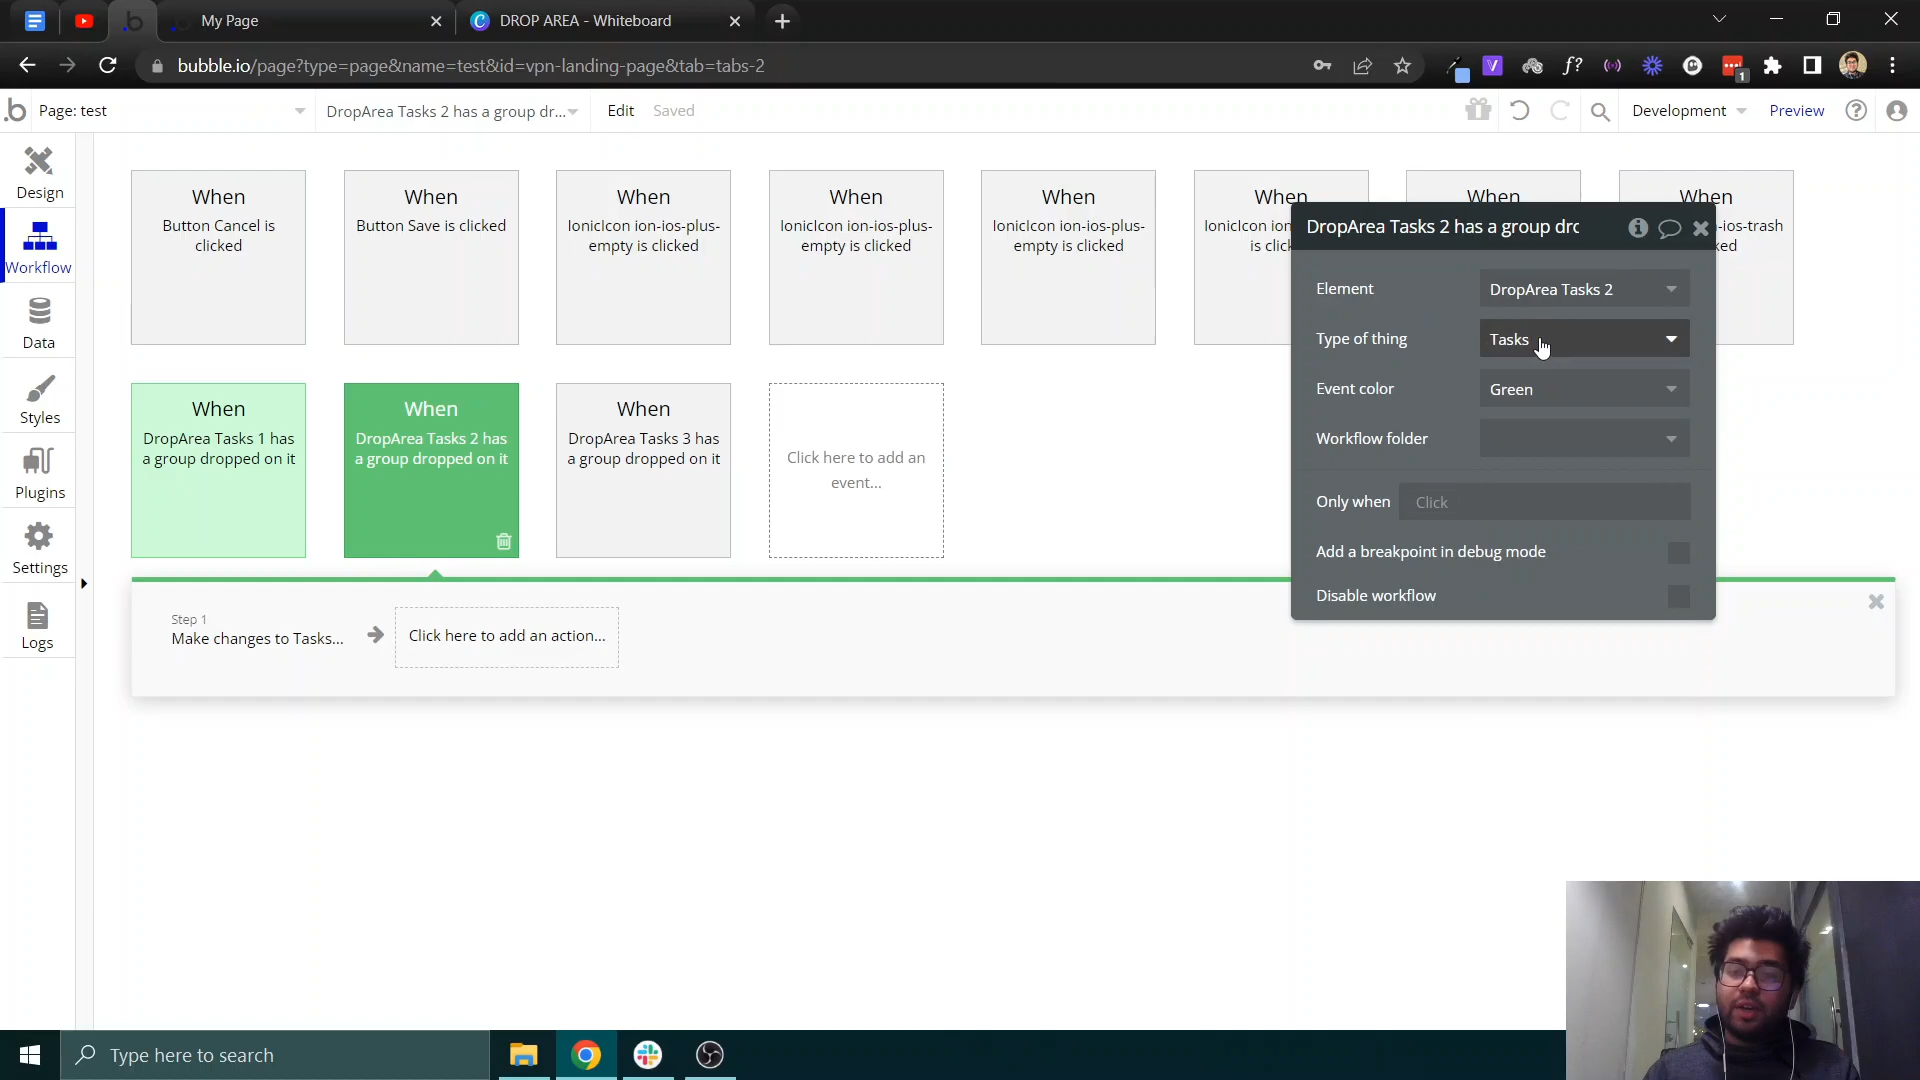 My Page
DROP AREA - Whiteboard
bubble.io/page?type=page&name=test&id=vpn-landing-page&tab=tabs-2
1
Page: test
DropArea Tasks 2 has a group dr...
Edit
Saved
Development
Preview
Design
Workflow
Data
Styles
Plugins
Settings
Logs
When
Button Cancel is
clicked
When
Button Save is clicked
When
IonicIcon ion-ios-plus-
empty is clicked
When
IonicIcon ion-ios-plus-
empty is clicked
When
IonicIcon ion-ios-plus-
empty is clicked
When
IonicIcon ion-
is click
When
When
-ios-trash
ked
DropArea Tasks 2 has a group drc
Element
DropArea Tasks 2
Type of thing
Tasks
Event color
Green
Workflow folder
Only when
Click
Add a breakpoint in debug mode
Disable workflow
When
DropArea Tasks 1 has
a group dropped on it
When
DropArea Tasks 2 has
a group dropped on it
When
DropArea Tasks 3 has
a group dropped on it
Click here to add an
event...
Step 1
Make changes to Tasks...
Click here to add an action...
Type here to search